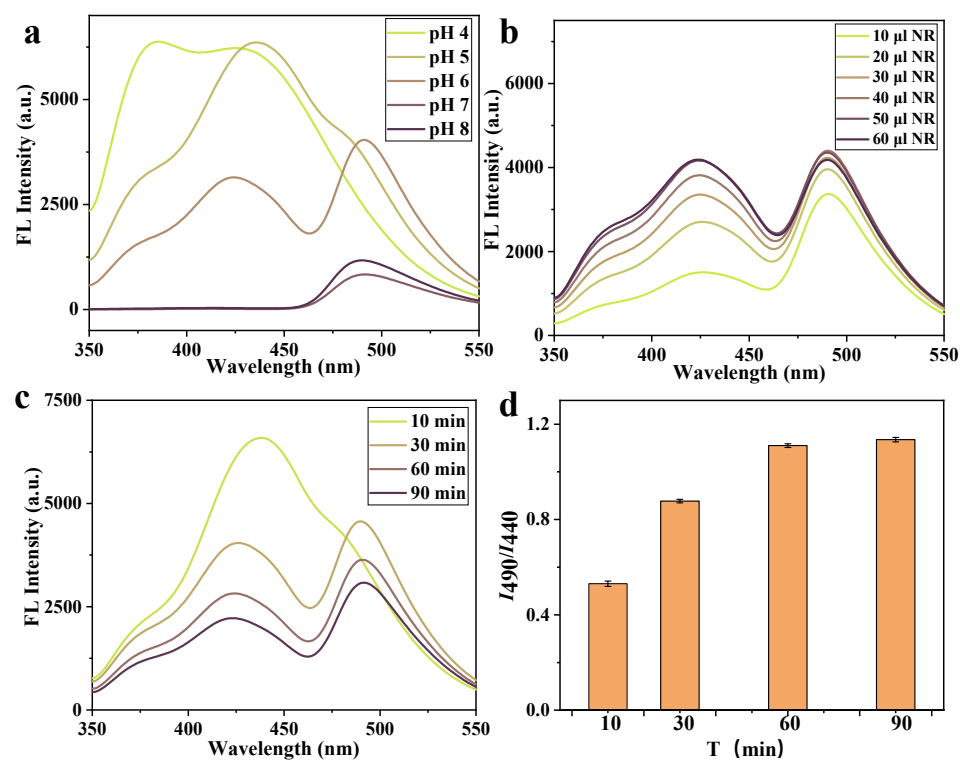 a
pH 4
pH 5
pH 6
pH 7
pH 8
FL Intensity (a.u.)
0
2500
5000
350 400 450 500 550
Wavelength (nm)
b
10 μl NR
20 μl NR
30 μl NR
40 μl NR
50 μl NR
60 μl NR
FL Intensity (a.u.)
0
2000
4000
6000
350 400 450 500 550
Wavelength (nm)
c
10 min
30 min
60 min
90 min
FL Intensity (a.u.)
0
2500
5000
7500
350 400 450 500 550
Wavelength (nm)
d
I490/I440
0.0
0.4
0.8
1.2
10 30 60 90
T (min)